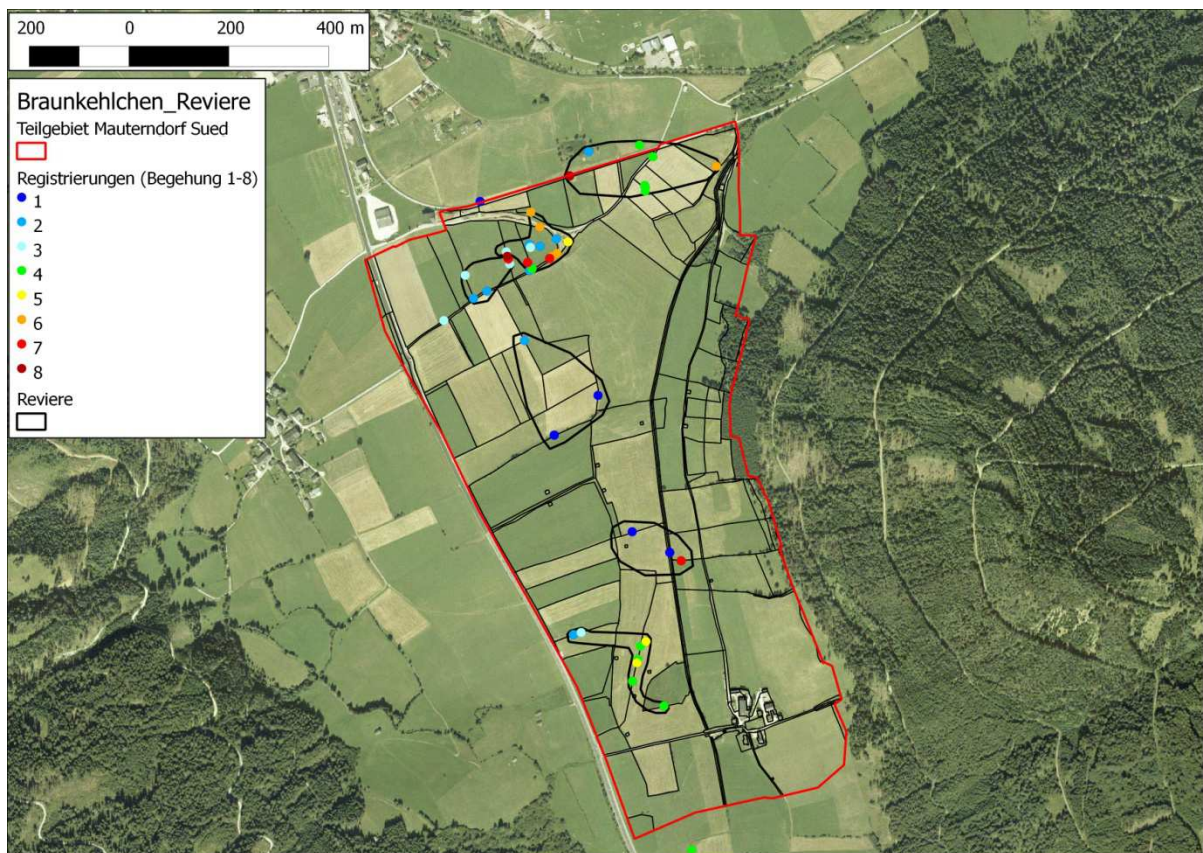 200 0 200 400 m
Braunkehlchen_Reviere
Teilgebiet Mauterndorf Sued
Registrierungen (Begehung 1-8)
1
2
3
4
5
6
7
8
Reviere